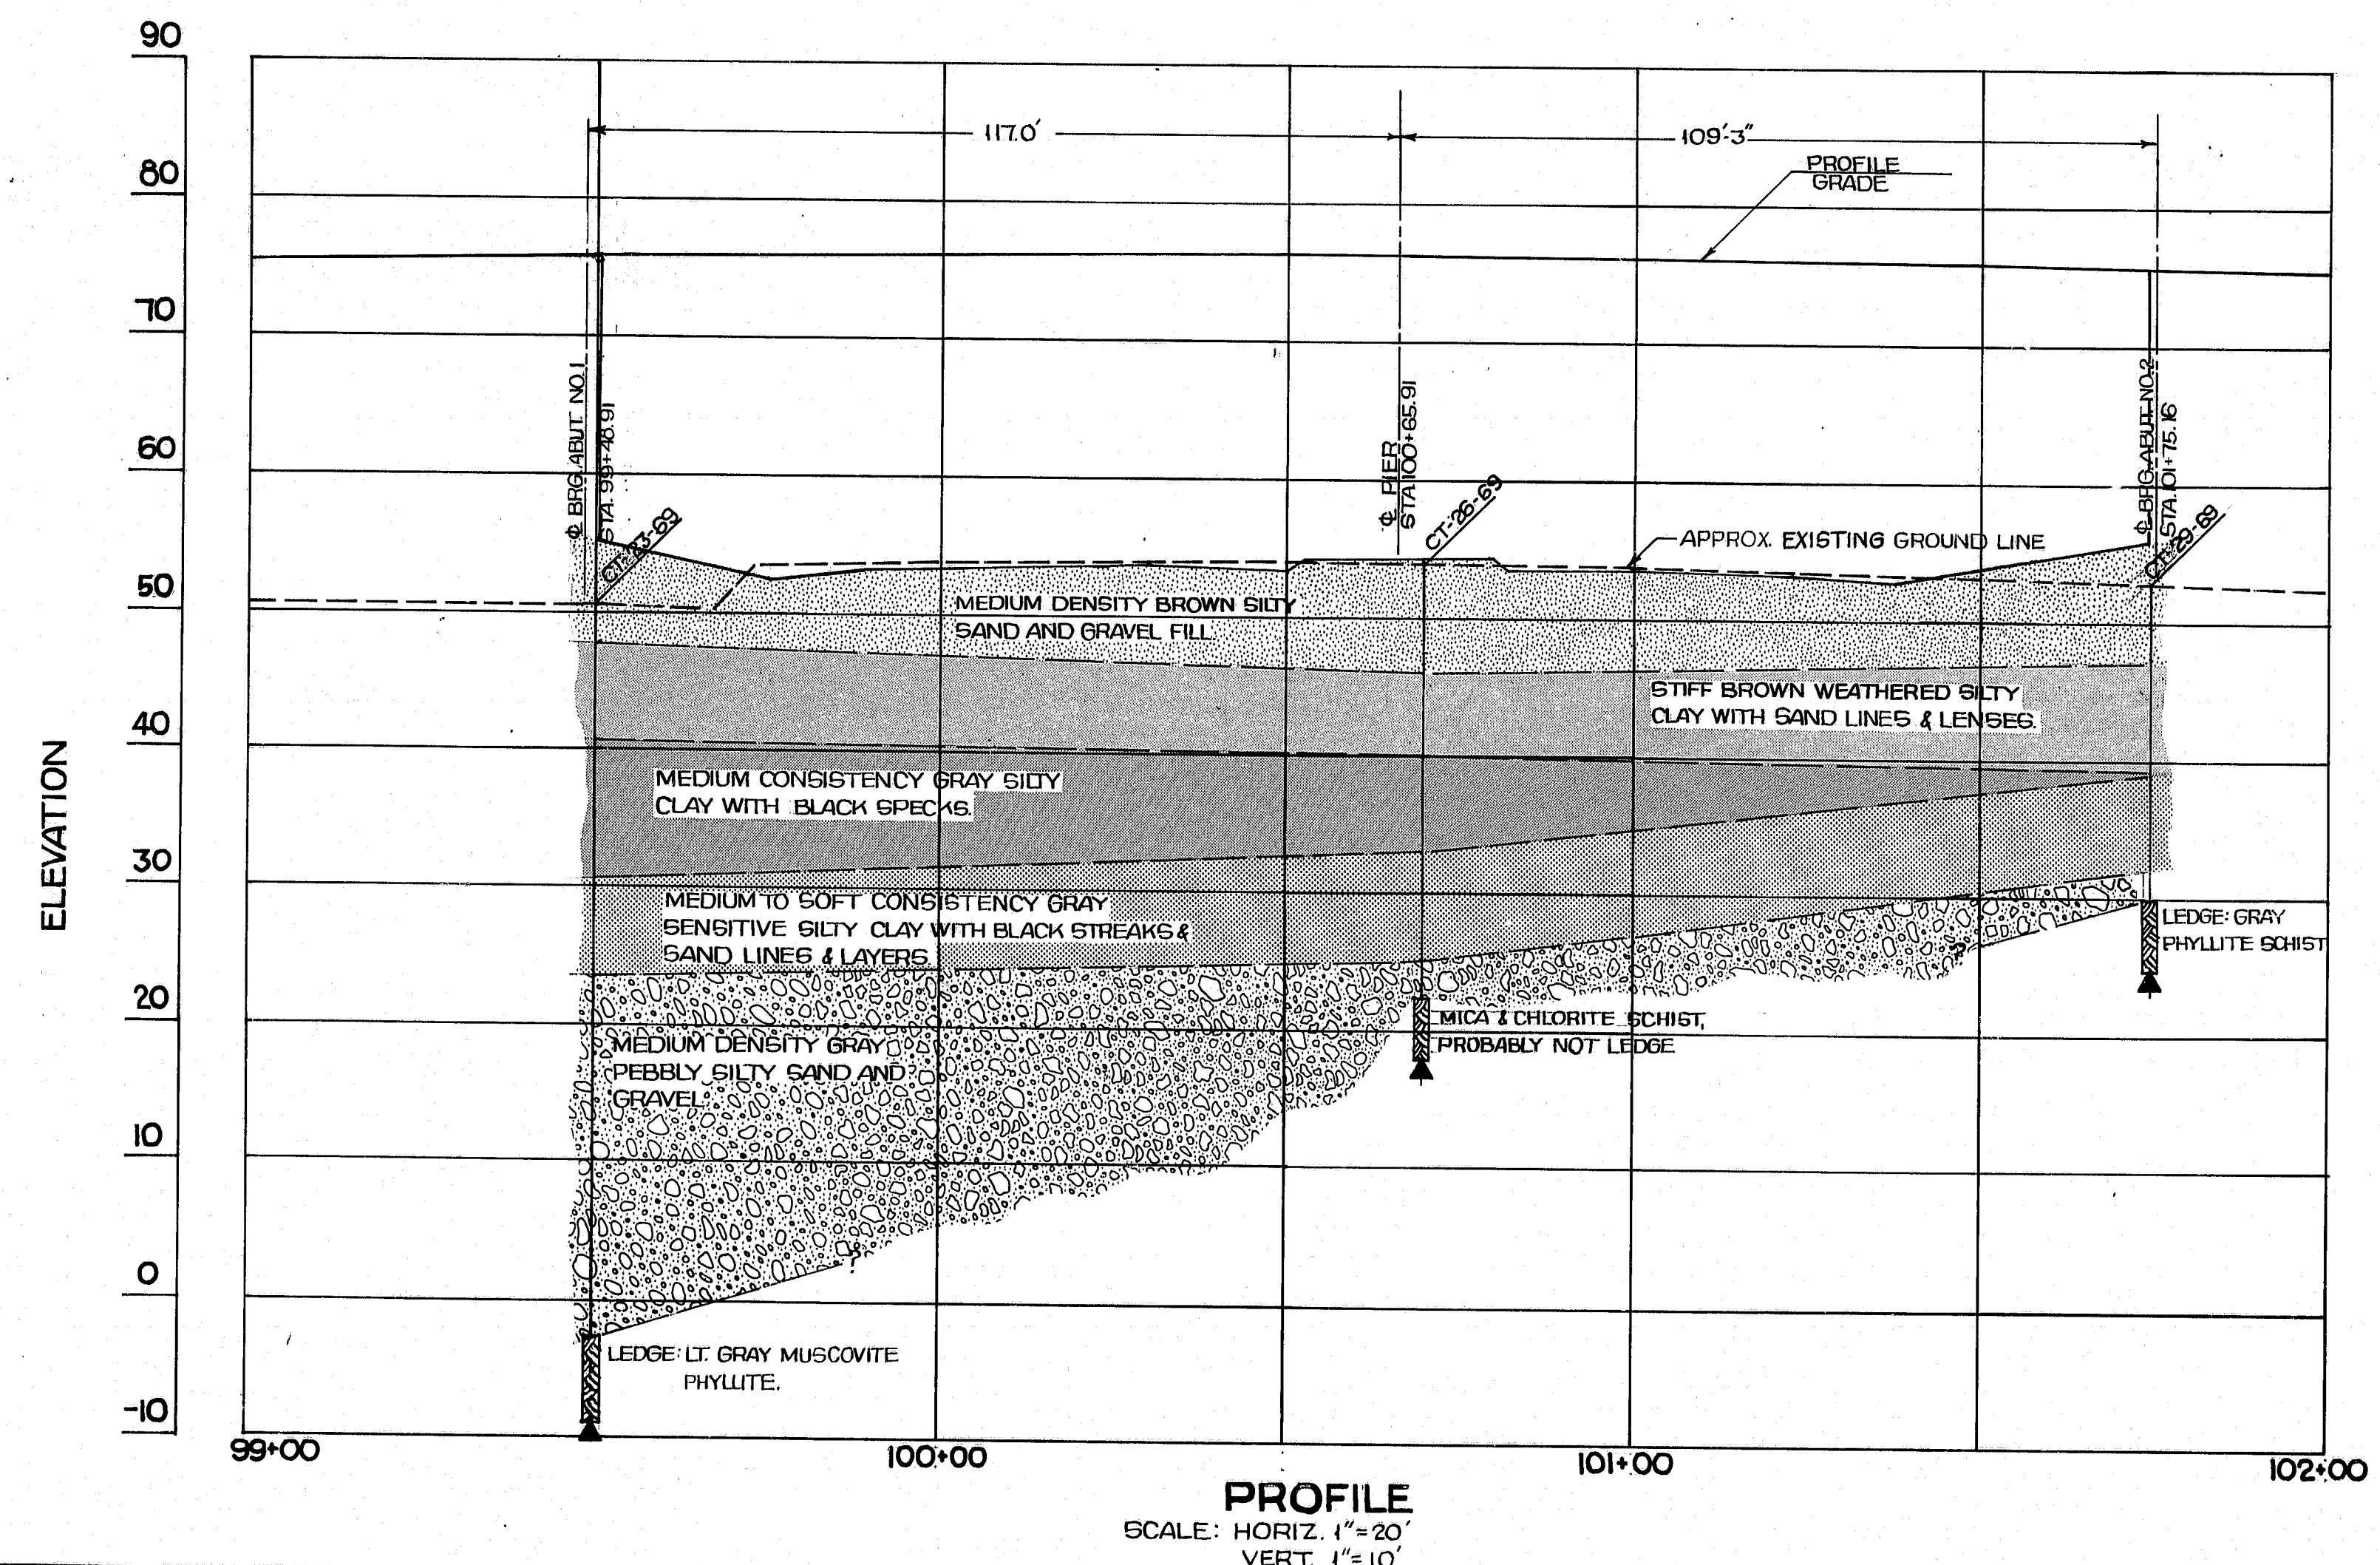 90
80
70
60
50
40
30
20
10
0
-10
ELEVATION
117.0'
109'-3"
PROFILE
GRADE
℄ BRG. ABUT. NO. 1
STA. 99+48.91
CT-23-69
℄ PIER
STA 100+65.91
CT-26-69
APPROX. EXISTING GROUND LINE
℄ BRG. ABUT. NO. 2
STA. 101+75.16
CT-29-69
MEDIUM DENSITY BROWN SILTY
SAND AND GRAVEL FILL
STIFF BROWN WEATHERED SILTY
CLAY WITH SAND LINES & LENSES.
MEDIUM CONSISTENCY GRAY SILTY
CLAY WITH BLACK SPECKS.
MEDIUM TO SOFT CONSISTENCY GRAY
SENSITIVE SILTY CLAY WITH BLACK STREAKS &
SAND LINES & LAYERS.
LEDGE: GRAY
PHYLLITE SCHIST
MICA & CHLORITE SCHIST,
PROBABLY NOT LEDGE
MEDIUM DENSITY GRAY
PEBBLY SILTY SAND AND
GRAVEL.
?
?
LEDGE: LT. GRAY MUSCOVITE
PHYLLITE.
99+00
100+00
101+00
102+00
PROFILE
SCALE: HORIZ. 1"=20'
VERT. 1"=10'